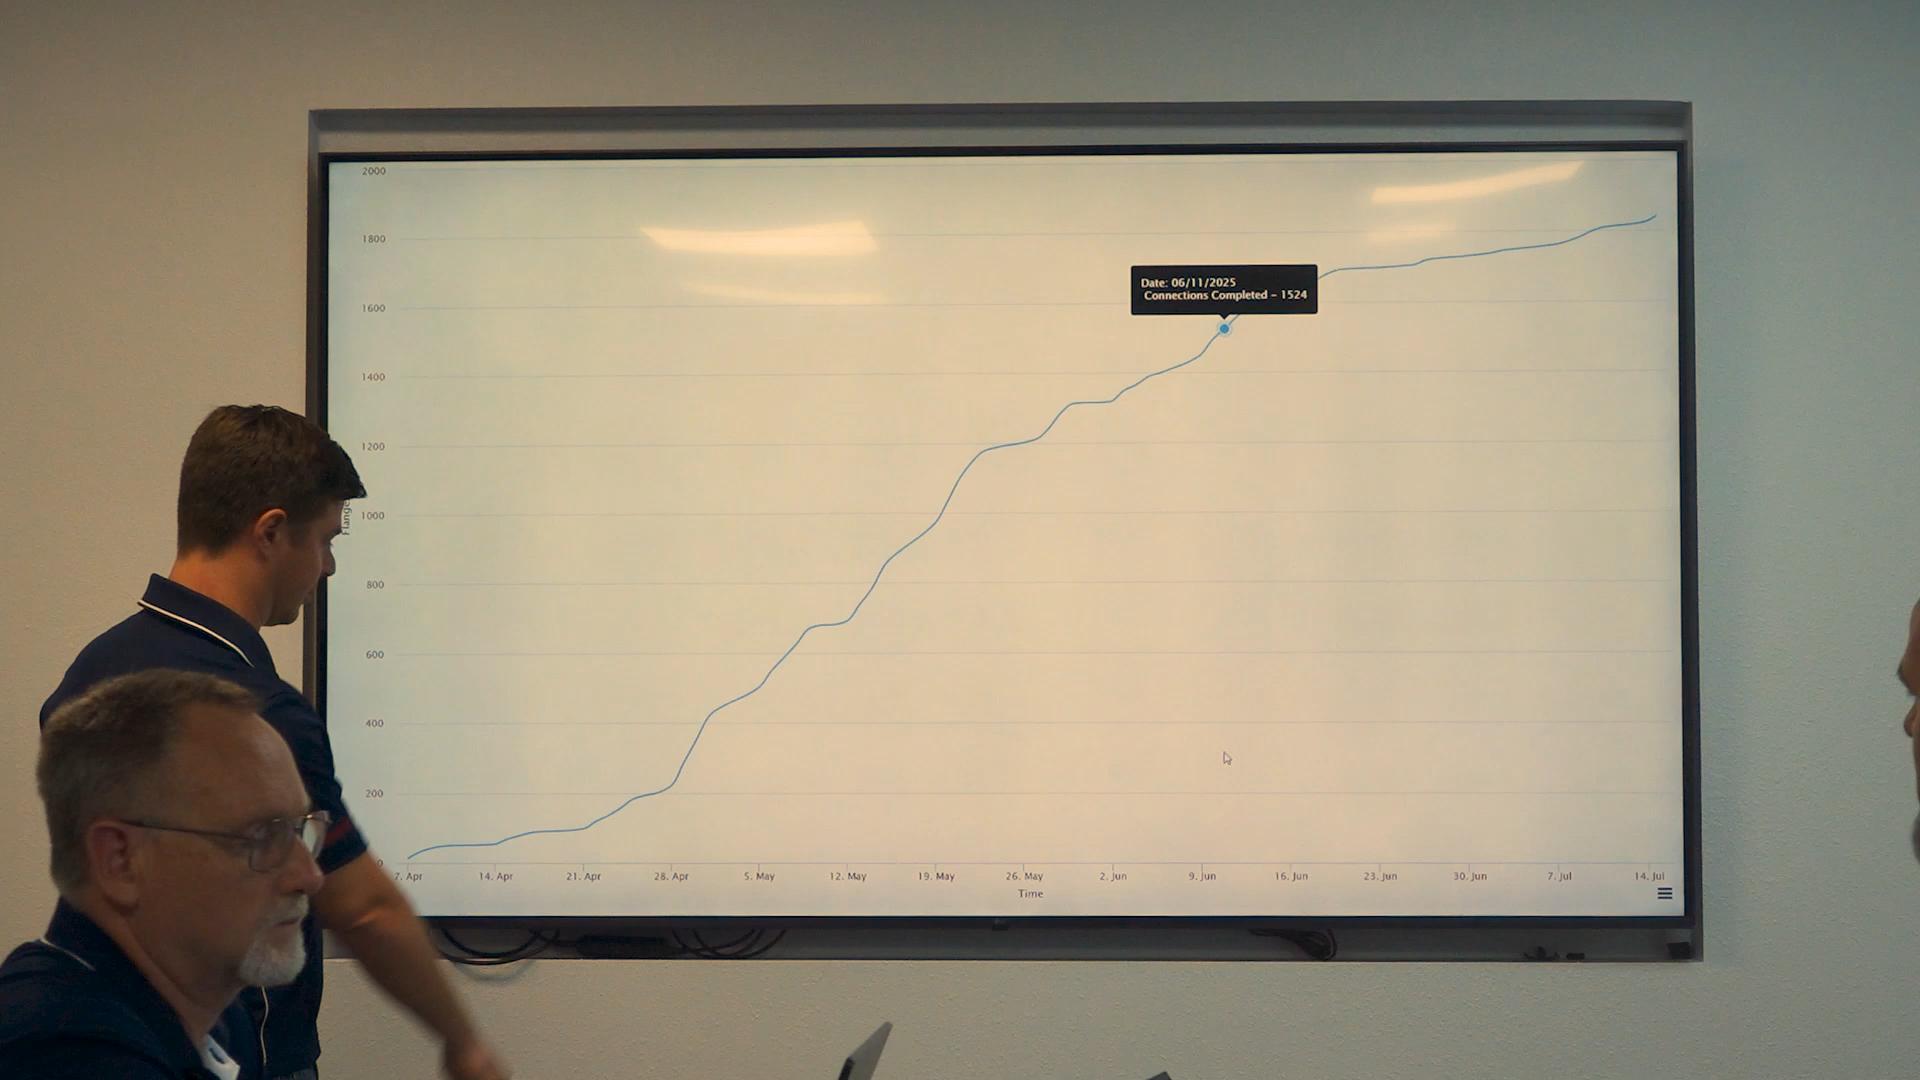 2000
1800
Date: 06/11/2025
Connections Completed – 1524
1600
1400
1200
1000
800
600
400
200
0
7. Apr 14. Apr 21. Apr 28. Apr 5. May 12. May 19. May 26. May 2. Jun 9. Jun 16. Jun 23. Jun 30. Jun 7. Jul 14. Jul
Time